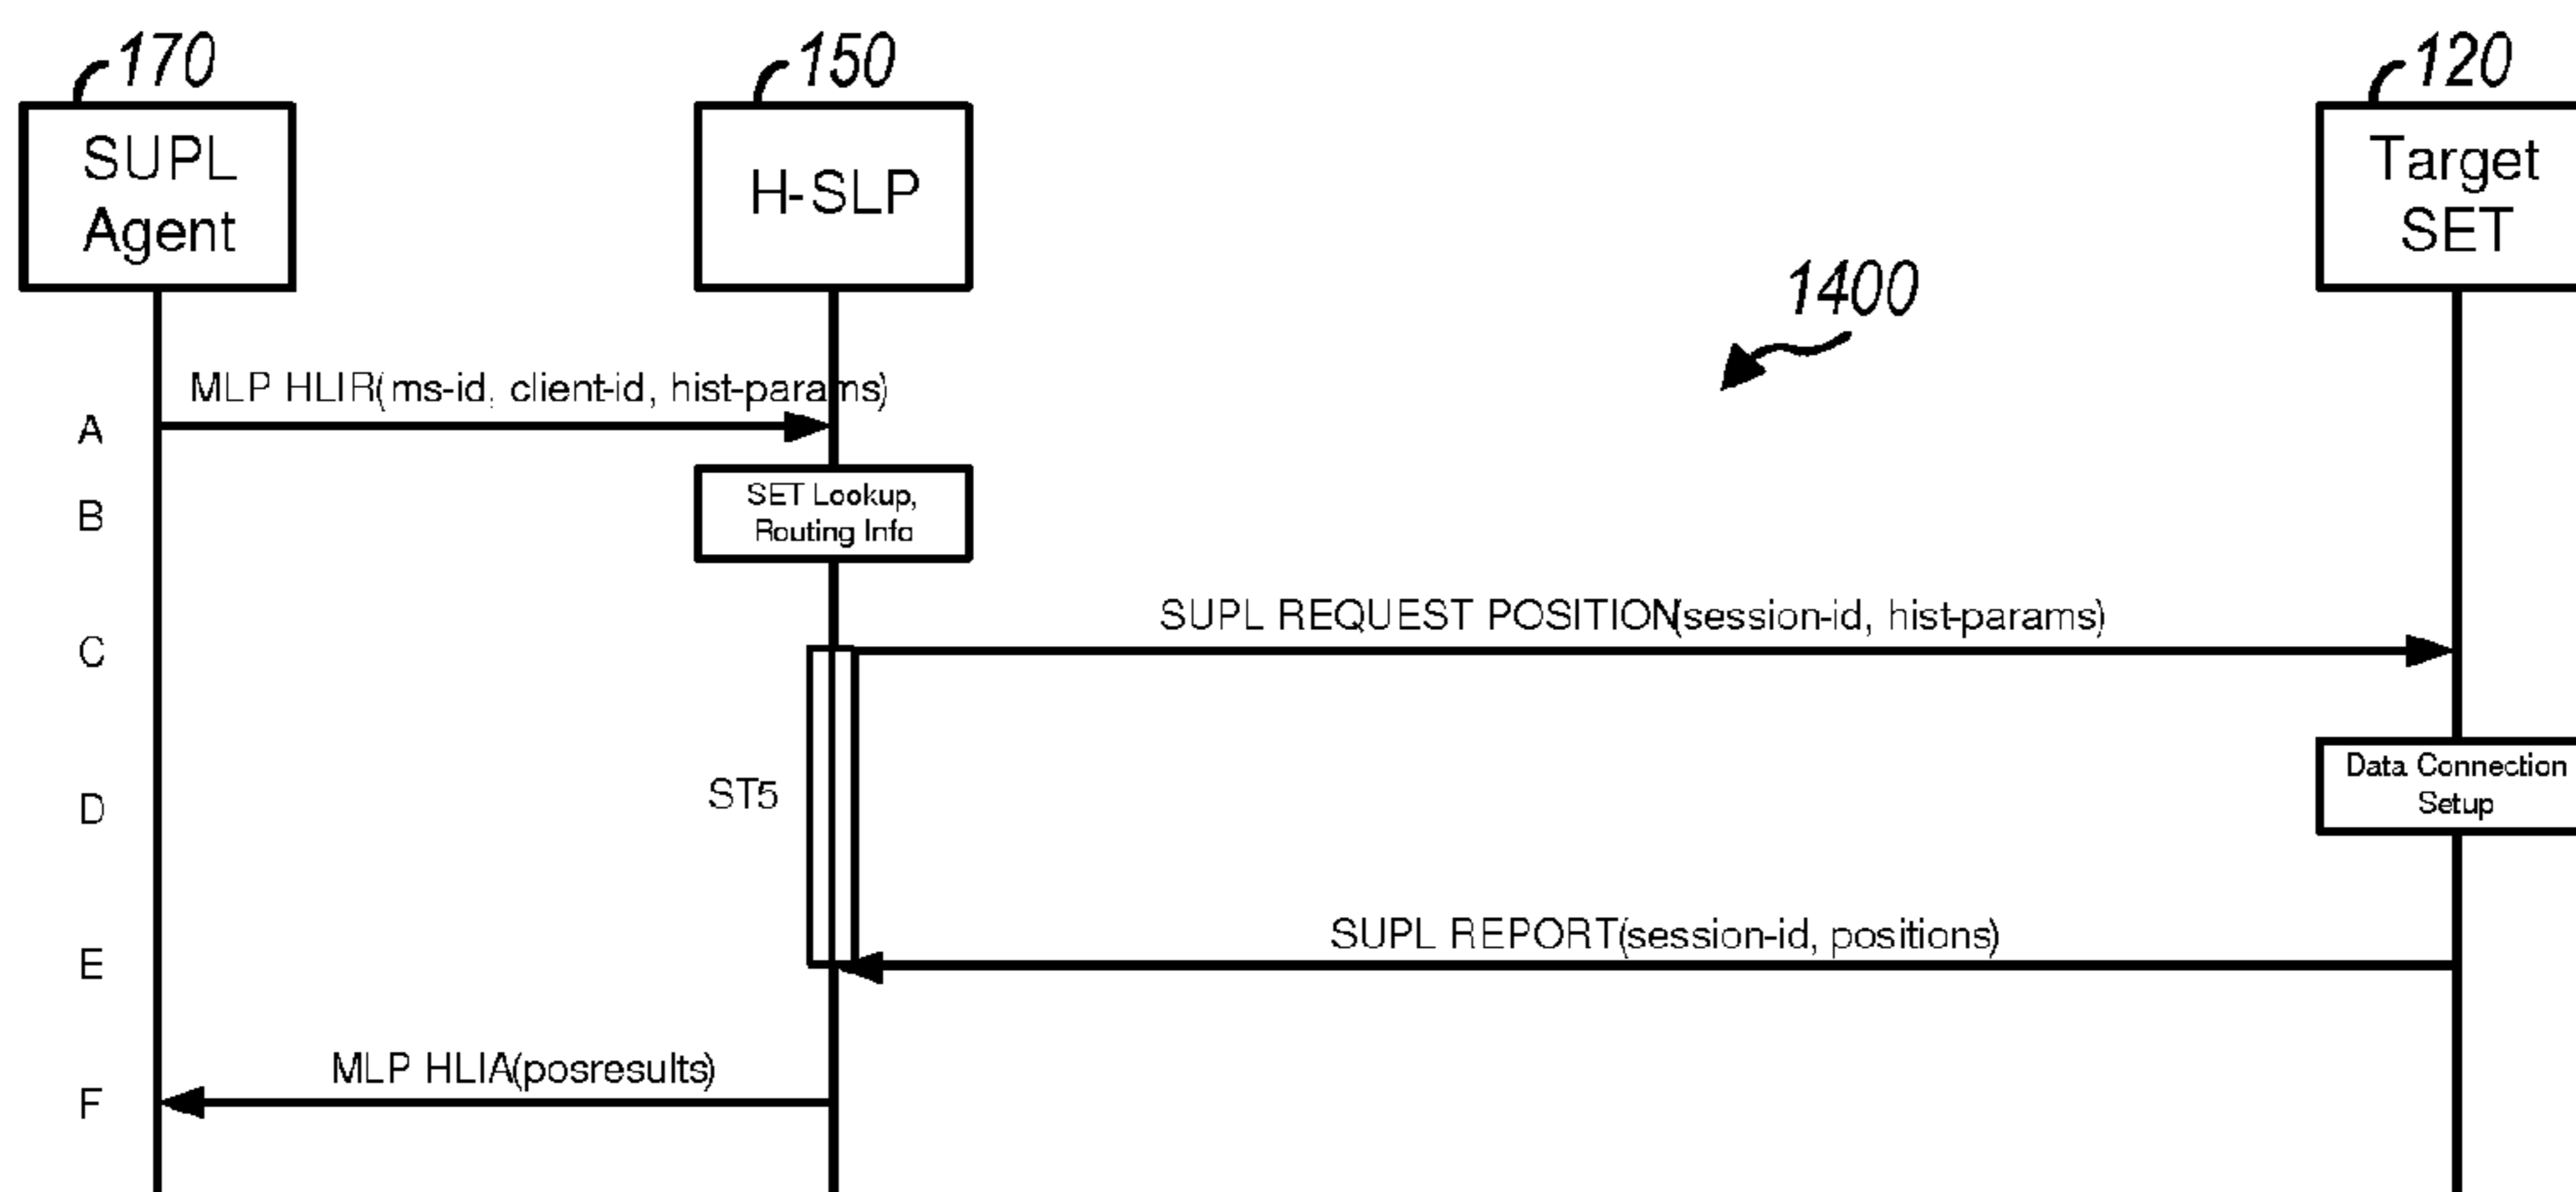 170
150
120
SUPL
Agent
H-SLP
Target
SET
1400
MLP HLIR(ms-id, client-id, hist-params)
A
B
SET Lookup,
Routing Info
SUPL REQUEST POSITION(session-id, hist-params)
C
Data Connection
Setup
ST5
D
SUPL REPORT(session-id, positions)
E
MLP HLIA(posresults)
F